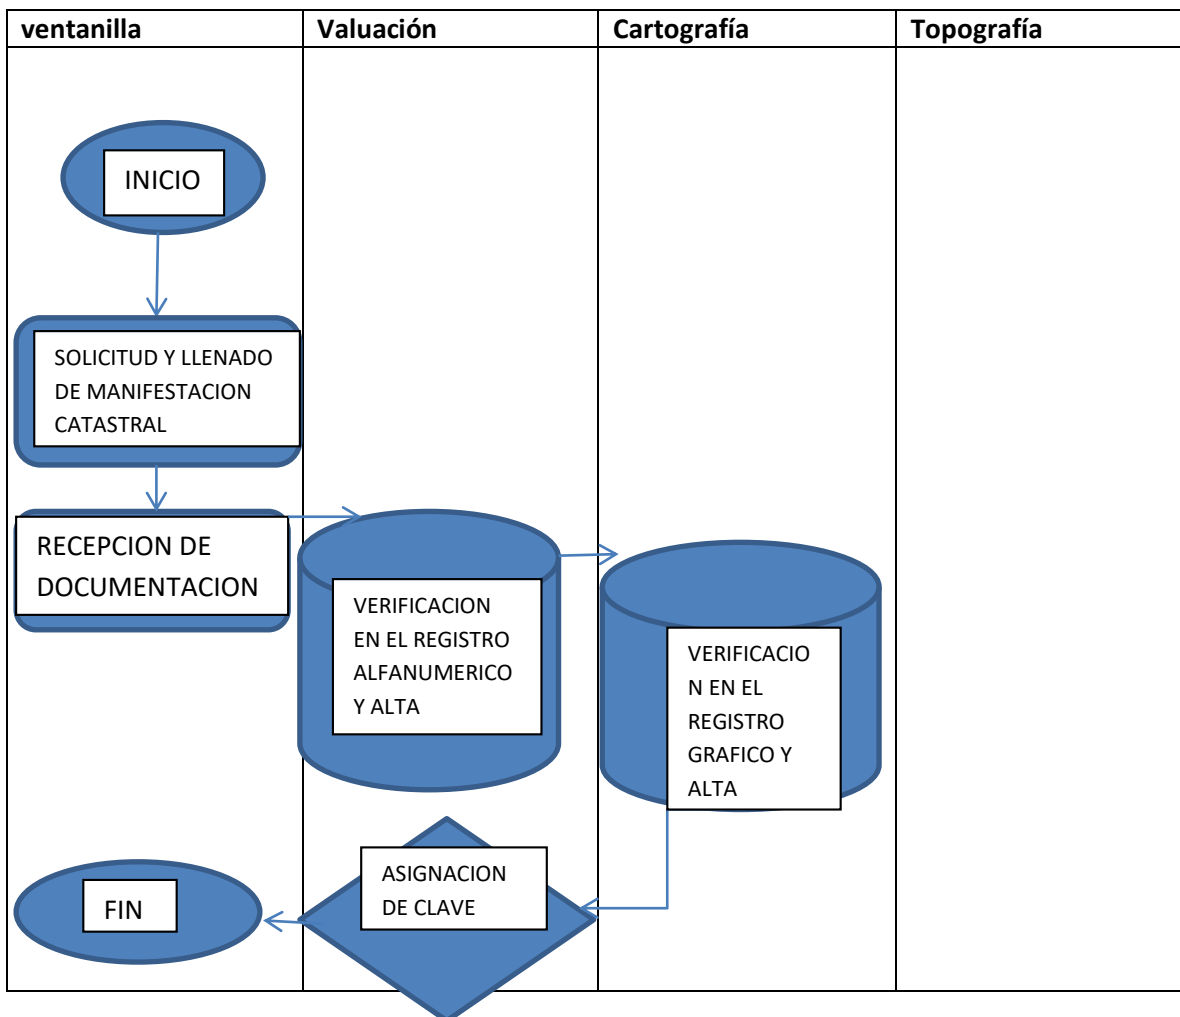 ventanilla
Valuación
Cartografía
Topografía
INICIO
SOLICITUD Y LLENADO
DE MANIFESTACION
CATASTRAL
RECEPCION DE
DOCUMENTACION
VERIFICACION
EN EL REGISTRO
ALFANUMERICO
Y ALTA
VERIFICACIO
N EN EL
REGISTRO
GRAFICO Y
ALTA
ASIGNACION
DE CLAVE
FIN